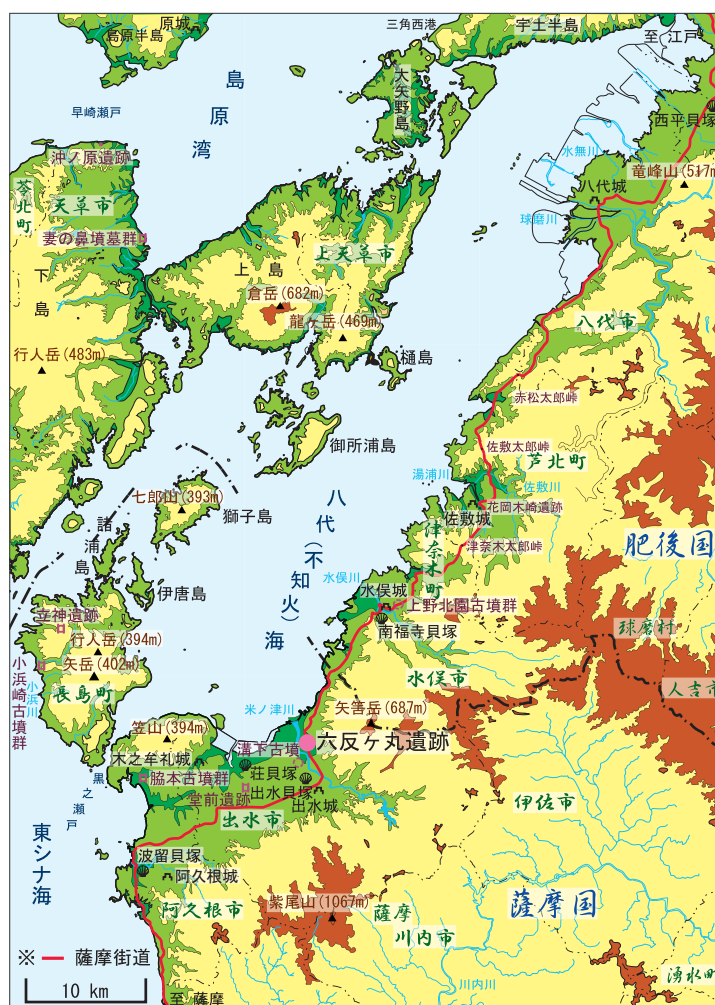 原城
島原半島
三角西港
宇土半島
至 江戸
島原湾
大矢野島
早崎瀬戸
西平貝塚
水無川
沖ノ原遺跡
竜峰山(517m
苓北町
天草市
八代城
球磨川
妻の鼻墳墓群
上天草市
上島
下島
倉岳(682m)
龍ヶ岳(469m)
八代市
行人岳(483m)
樋島
赤松太郎峠
御所浦島
佐敷太郎峠
芦北町
湯浦川
佐敷川
七郎山(393m)
花岡木崎遺跡
獅子島
佐敷城
八代(不知火)海
津奈木町
津奈木太郎峠
肥後国
諸浦島
水俣川
伊唐島
水俣城
上野北園古墳群
立神遺跡
南福寺貝塚
球磨村
行人岳(394m)
矢岳(402m)
小浜崎古墳群
小浜川
長島町
水俣市
人吉市
米ノ津川
矢筈岳(687m)
笠山(394m)
六反ヶ丸遺跡
溝下古墳
木之牟礼城
荘貝塚
脇本古墳群
出水貝塚
黒之瀬戸
堂前遺跡
出水城
伊佐市
出水市
東シナ海
波留貝塚
阿久根城
阿久根市
紫尾山(1067m)
薩摩川内市
薩摩国
※ 薩摩街道
10 km
至 薩摩
川内川
湧水町